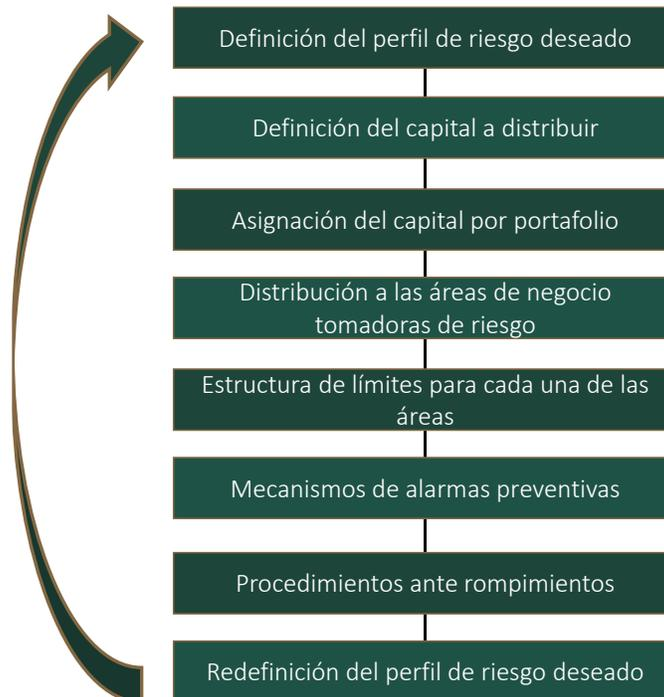 Definición del perfil de riesgo deseado
Definición del capital a distribuir
Asignación del capital por portafolio
Distribución a las áreas de negocio
tomadoras de riesgo
Estructura de límites para cada una de las
áreas
Mecanismos de alarmas preventivas
Procedimientos ante rompimientos
Redefinición del perfil de riesgo deseado